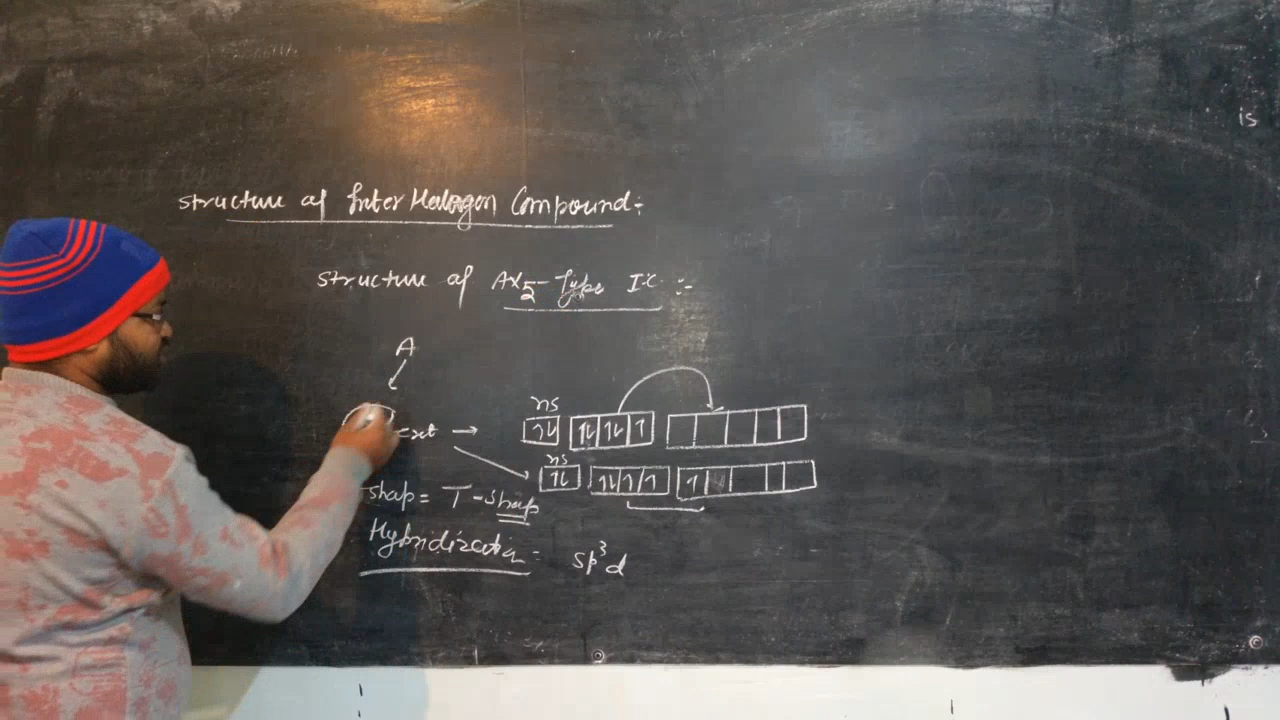 is
structure of Inter Halogen Compound :
structure of AX5 - Type I.C. :-
A
ns
ext →
ns
shap = T - shap
Hybridization = sp³d